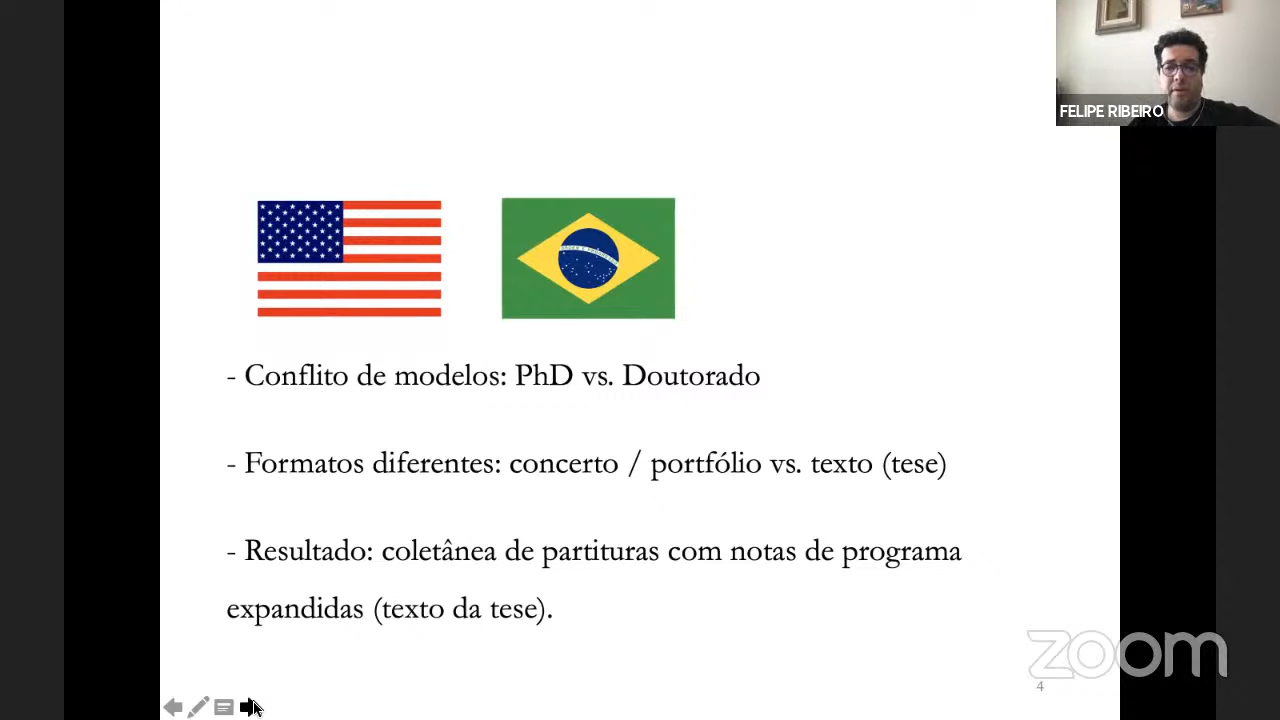 FELIPE RIBEIRO
- Conflito de modelos: PhD vs. Doutorado
- Formatos diferentes: concerto / portfólio vs. texto (tese)
- Resultado: coletânea de partituras com notas de programa
expandidas (texto da tese).
zoom
4